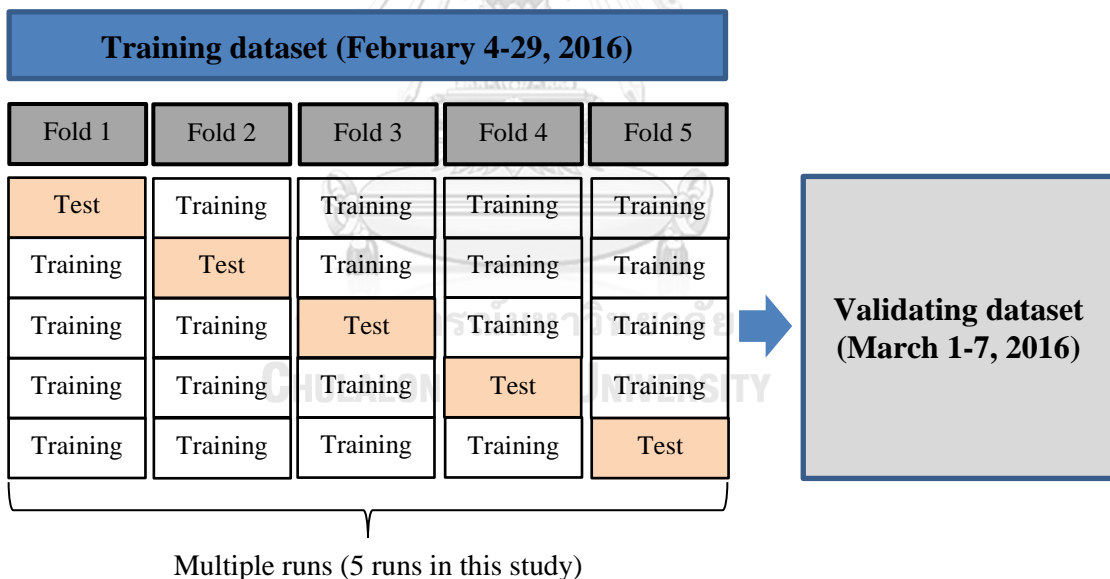 Training dataset (February 4-29, 2016)
Fold 1 Fold 2 Fold 3 Fold 4 Fold 5
Test Training Training Training Training
Training Test Training Training Training
Training Training Test Training Training
Training Training Training Test Training
Training Training Training Training Test
Validating dataset
(March 1-7, 2016)
Multiple runs (5 runs in this study)
UNIVERSITY